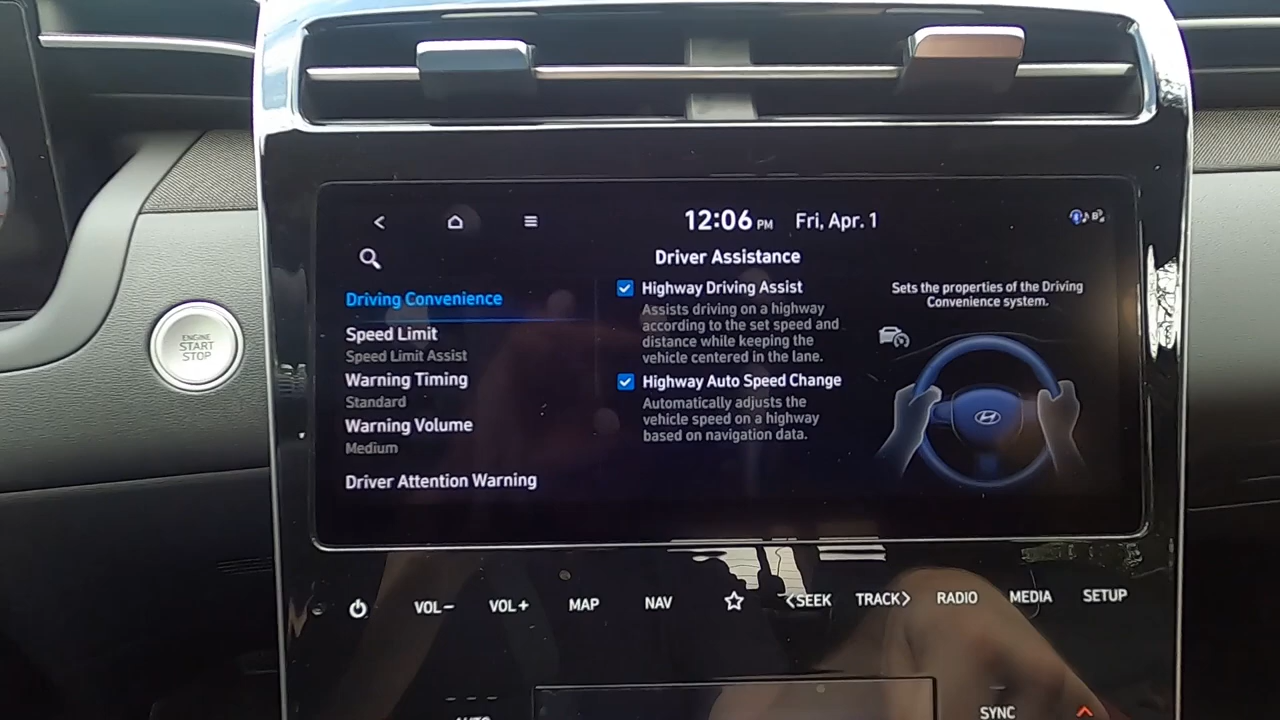 12:06 PM Fri, Apr. 1
Driver Assistance
Driving Convenience
Speed Limit
Speed Limit Assist
Warning Timing
Standard
Warning Volume
Medium
Driver Attention Warning
Highway Driving Assist
Assists driving on a highway
according to the set speed and
distance while keeping the
vehicle centered in the lane.
Highway Auto Speed Change
Automatically adjusts the
vehicle speed on a highway
based on navigation data.
Sets the properties of the Driving
Convenience system.
ENGINE
START
STOP
VOL− VOL+ MAP NAV <SEEK TRACK> RADIO MEDIA SETUP
AUTO
SYNC